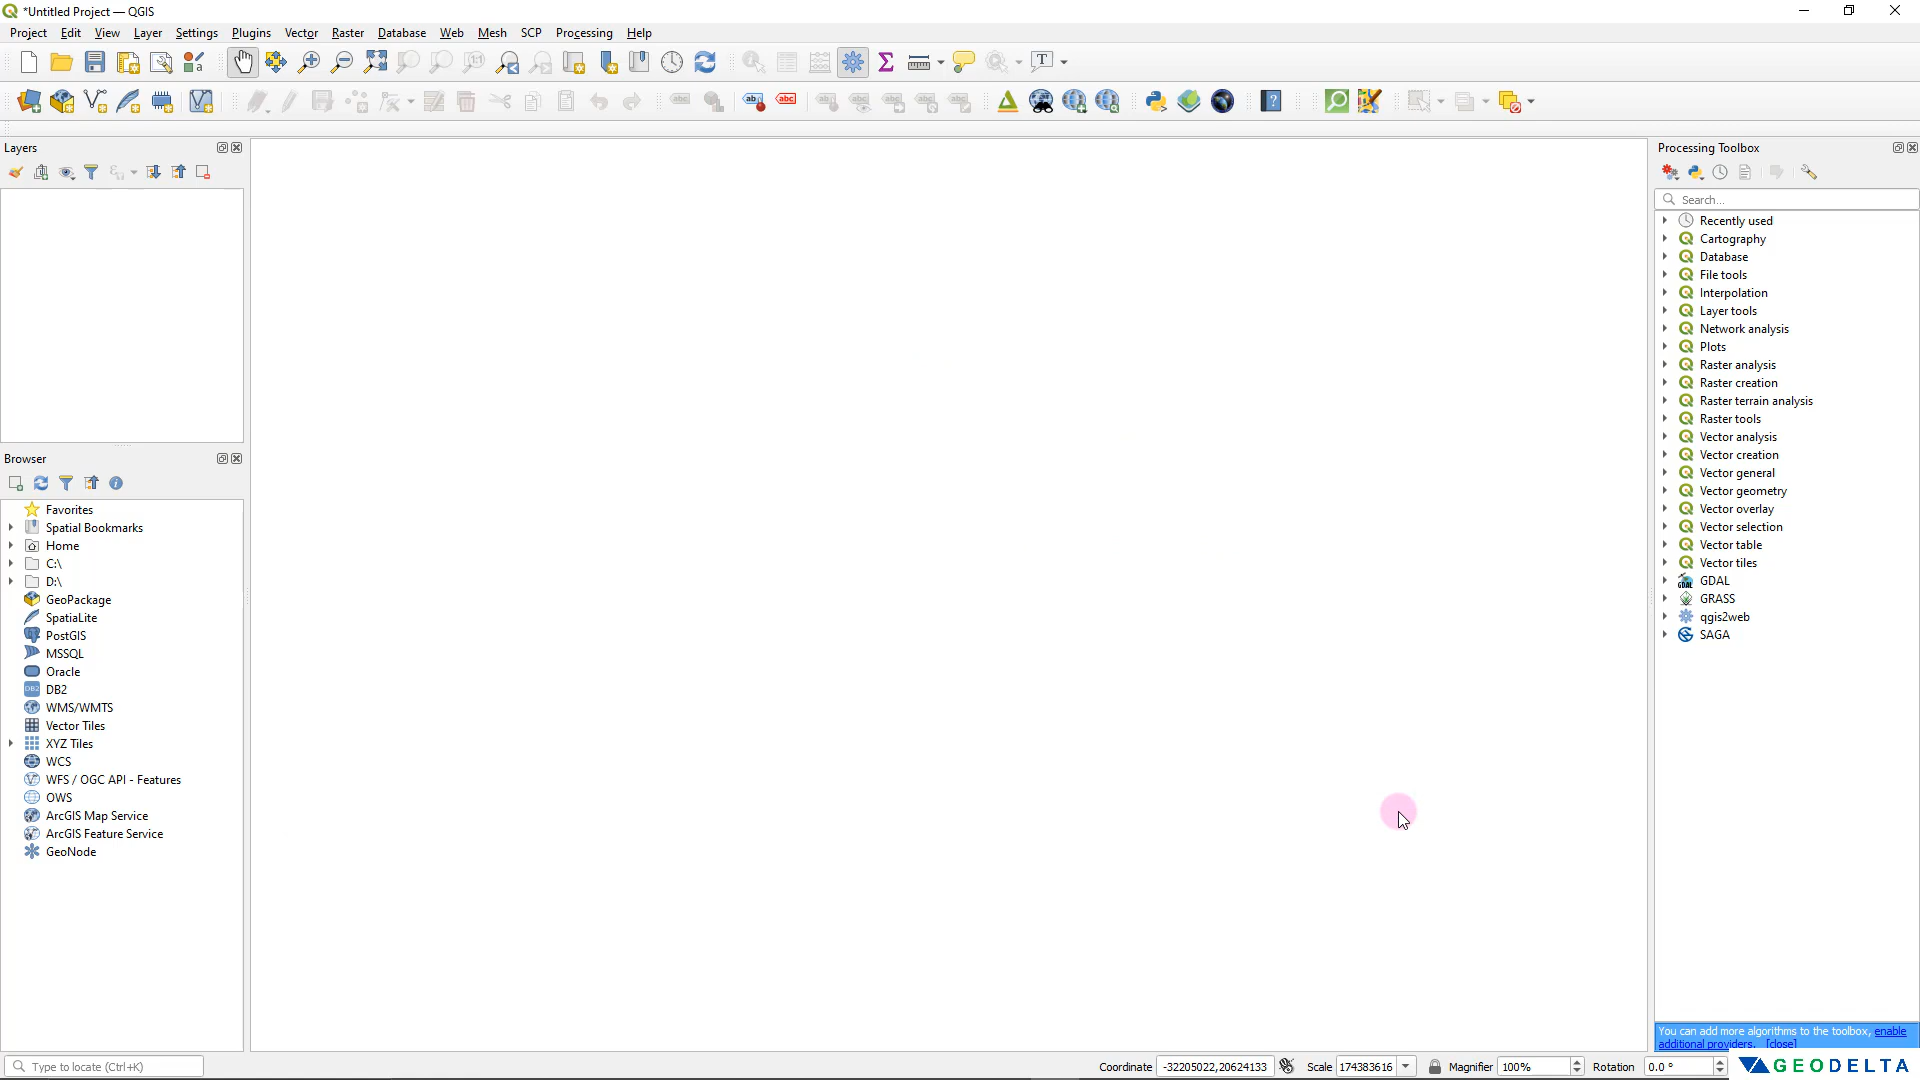 *Untitled Project — QGIS
Project Edit View Layer Settings Plugins Vector Raster Database Web Mesh SCP Processing Help
Layers
Browser
Favorites
Spatial Bookmarks
Home
C:\
D:\
GeoPackage
SpatiaLite
PostGIS
MSSQL
Oracle
DB2
WMS/WMTS
Vector Tiles
XYZ Tiles
WCS
WFS / OGC API - Features
OWS
ArcGIS Map Service
ArcGIS Feature Service
GeoNode
Processing Toolbox
Search...
Recently used
Cartography
Database
File tools
Interpolation
Layer tools
Network analysis
Plots
Raster analysis
Raster creation
Raster terrain analysis
Raster tools
Vector analysis
Vector creation
Vector general
Vector geometry
Vector overlay
Vector selection
Vector table
Vector tiles
GDAL
GRASS
qgis2web
SAGA
You can add more algorithms to the toolbox, enable
additional providers. [close]
Type to locate (Ctrl+K)
Coordinate -32205022,20624133 Scale 174383616 Magnifier 100% Rotation 0.0 °
GEODELTA